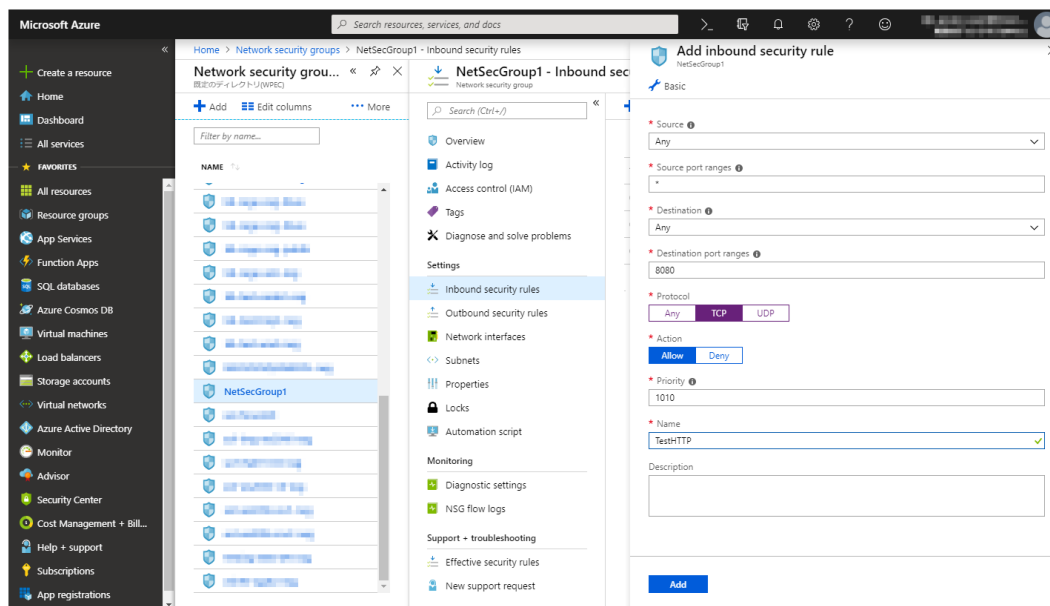 Microsoft Azure
Search resources, services, and docs
Create a resource
Home
Dashboard
All services
FAVORITES
All resources
Resource groups
App Services
Function Apps
SQL databases
Azure Cosmos DB
Virtual machines
Load balancers
Storage accounts
Virtual networks
Azure Active Directory
Monitor
Advisor
Security Center
Cost Management + Bill...
Help + support
Subscriptions
App registrations
Home > Network security groups > NetSecGroup1 - Inbound security rules
Network security grou...
既定のディレクトリ(WPEC)
Add Edit columns More
Filter by name...
NAME
NetSecGroup1
NetSecGroup1 - Inbound sec
Network security group
Search (Ctrl+/)
Overview
Activity log
Access control (IAM)
Tags
Diagnose and solve problems
Settings
Inbound security rules
Outbound security rules
Network interfaces
Subnets
Properties
Locks
Automation script
Monitoring
Diagnostic settings
NSG flow logs
Support + troubleshooting
Effective security rules
New support request
Add inbound security rule
NetSecGroup1
Basic
* Source
Any
* Source port ranges
*
* Destination
Any
* Destination port ranges
8080
* Protocol
Any TCP UDP
* Action
Allow Deny
* Priority
1010
* Name
TestHTTP
Description
Add